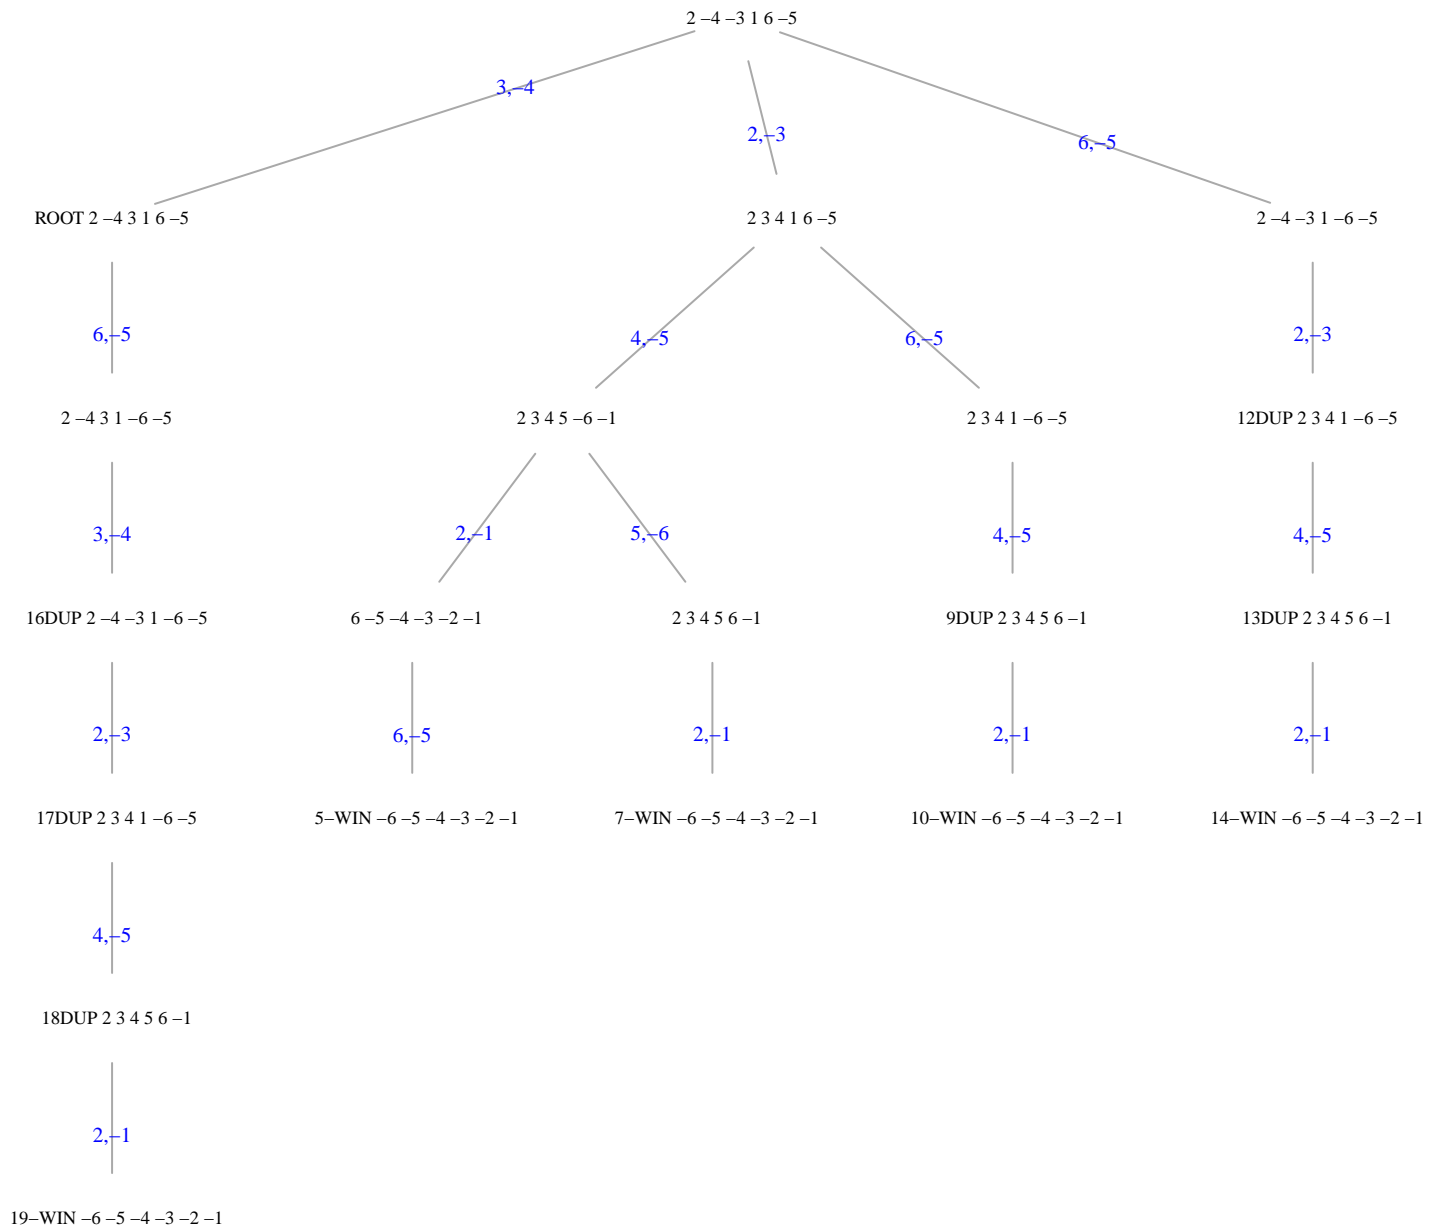 2 –4 –3 1 6 –5
3,–4
2,–3
6,–5
ROOT 2 –4 3 1 6 –5
2 3 4 1 6 –5
2 –4 –3 1 –6 –5
6,–5
4,–5
6,–5
2,–3
2 –4 3 1 –6 –5
2 3 4 5 –6 –1
2 3 4 1 –6 –5
12DUP 2 3 4 1 –6 –5
3,–4
2,–1
5,–6
4,–5
4,–5
16DUP 2 –4 –3 1 –6 –5
6 –5 –4 –3 –2 –1
2 3 4 5 6 –1
9DUP 2 3 4 5 6 –1
13DUP 2 3 4 5 6 –1
2,–3
6,–5
2,–1
2,–1
2,–1
17DUP 2 3 4 1 –6 –5
5–WIN –6 –5 –4 –3 –2 –1
7–WIN –6 –5 –4 –3 –2 –1
10–WIN –6 –5 –4 –3 –2 –1
14–WIN –6 –5 –4 –3 –2 –1
4,–5
18DUP 2 3 4 5 6 –1
2,–1
19–WIN –6 –5 –4 –3 –2 –1